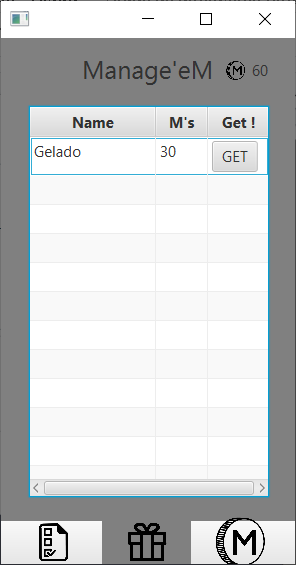 Manage'eM M 60
Name M's Get !
Gelado 30 GET
M